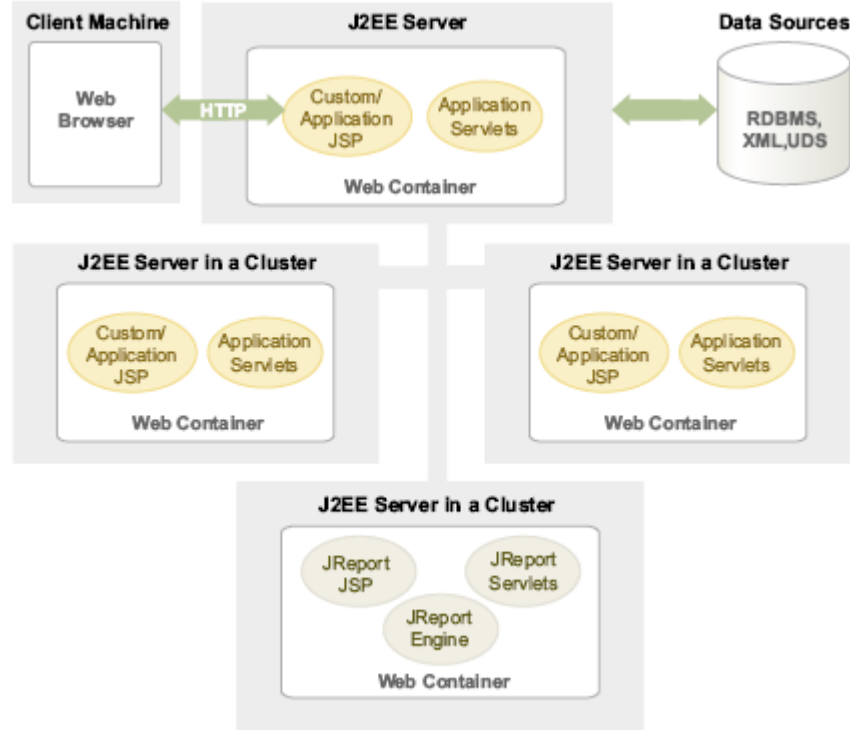 Client Machine
J2EE Server
Data Sources
Web
Browser
HTTP
Custom/
Application
JSP
Application
Servlets
Web Container
RDBMS,
XML,UDS
J2EE Server in a Cluster
Custom/
Application
JSP
Application
Servlets
Web Container
J2EE Server in a Cluster
Custom/
Application
JSP
Application
Servlets
Web Container
J2EE Server in a Cluster
JReport
JSP
JReport
Servlets
JReport
Engine
Web Container